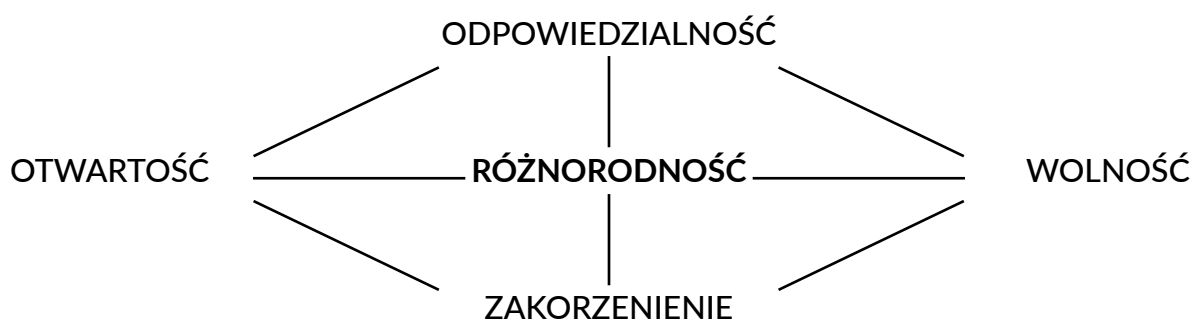 ODPOWIEDZIALNOŚĆ
OTWARTOŚĆ RÓŻNORODNOŚĆ WOLNOŚĆ
ZAKORZENIENIE